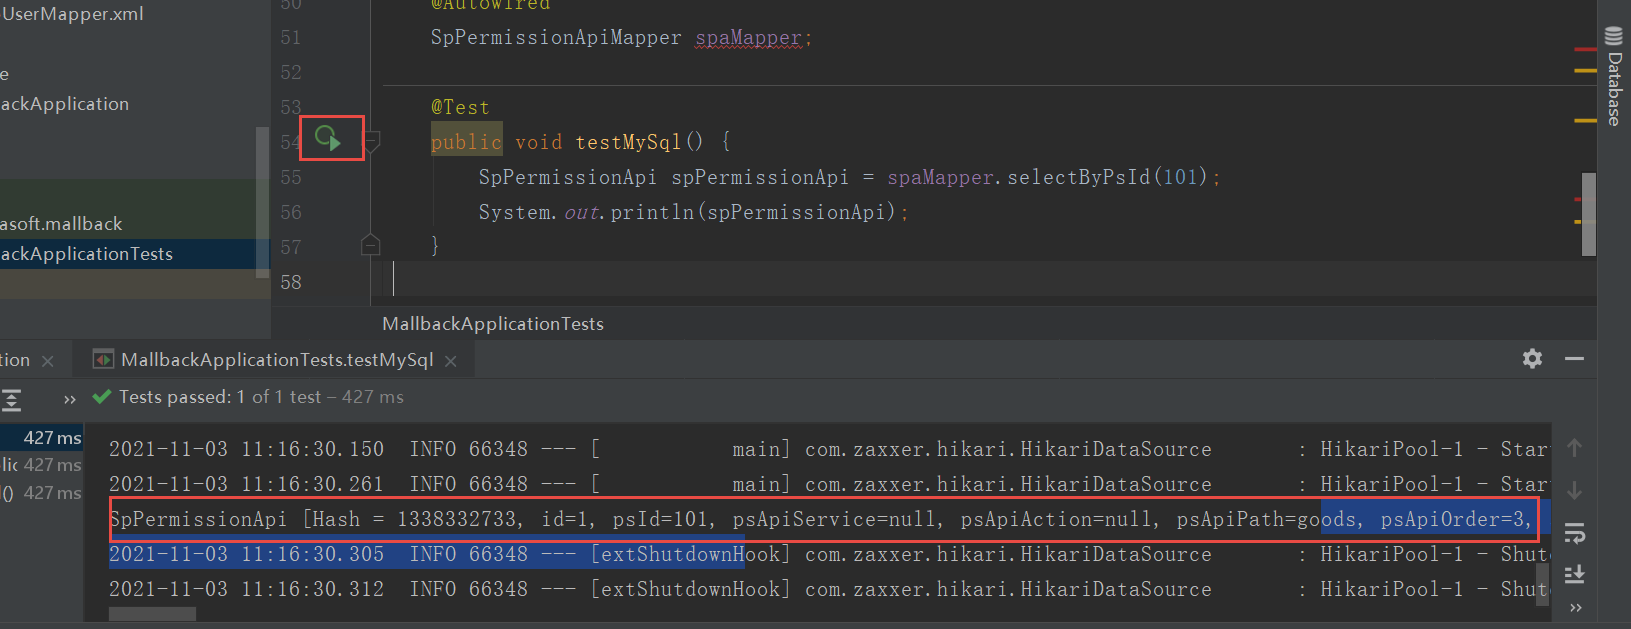 UserMapper.xml
e
ackApplication
asoft.mallback
ackApplicationTests
50 @Autowired
51 SpPermissionApiMapper spaMapper;
52
53 @Test
54 public void testMySql() {
55 SpPermissionApi spPermissionApi = spaMapper.selectByPsId(101);
56 System.out.println(spPermissionApi);
57 }
58
Database
MallbackApplicationTests
tion
MallbackApplicationTests.testMySql
Tests passed: 1 of 1 test – 427 ms
427 ms
lic 427 ms
l() 427 ms
2021-11-03 11:16:30.150 INFO 66348 --- [ main] com.zaxxer.hikari.HikariDataSource : HikariPool-1 - Star
2021-11-03 11:16:30.261 INFO 66348 --- [ main] com.zaxxer.hikari.HikariDataSource : HikariPool-1 - Star
SpPermissionApi [Hash = 1338332733, id=1, psId=101, psApiService=null, psApiAction=null, psApiPath=goods, psApiOrder=3,
2021-11-03 11:16:30.305 INFO 66348 --- [extShutdownHook] com.zaxxer.hikari.HikariDataSource : HikariPool-1 - Shut
2021-11-03 11:16:30.312 INFO 66348 --- [extShutdownHook] com.zaxxer.hikari.HikariDataSource : HikariPool-1 - Shut